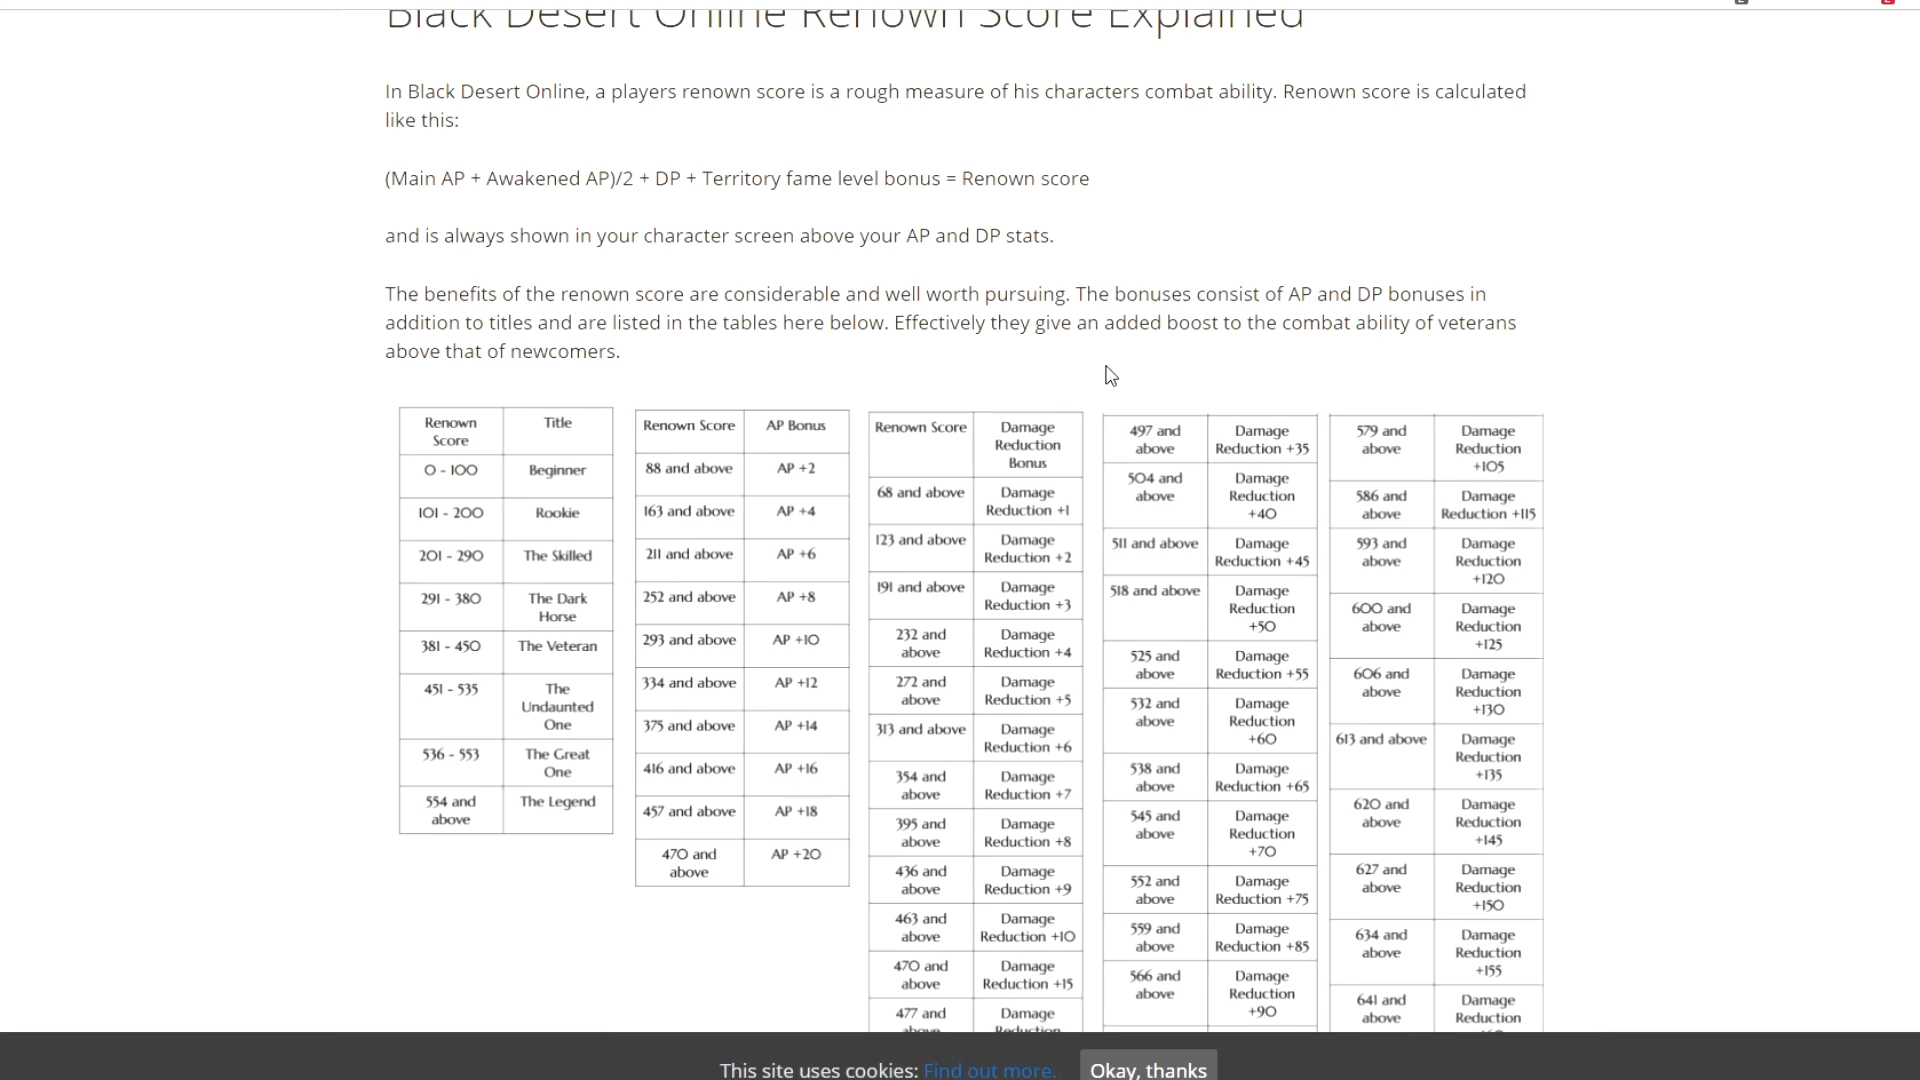 Black Desert Online Renown Score Explained
In Black Desert Online, a players renown score is a rough measure of his characters combat ability. Renown score is calculated
like this:
(Main AP + Awakened AP)/2 + DP + Territory fame level bonus = Renown score
and is always shown in your character screen above your AP and DP stats.
The benefits of the renown score are considerable and well worth pursuing. The bonuses consist of AP and DP bonuses in
addition to titles and are listed in the tables here below. Effectively they give an added boost to the combat ability of veterans
above that of newcomers.
Renown
Score
Title
0 - 100
Beginner
101 - 200
Rookie
201 - 290
The Skilled
291 - 380
The Dark
Horse
381 - 450
The Veteran
451 - 535
The
Undaunted
One
536 - 553
The Great
One
554 and
above
The Legend
Renown Score
AP Bonus
88 and above
AP +2
163 and above
AP +4
211 and above
AP +6
252 and above
AP +8
293 and above
AP +10
334 and above
AP +12
375 and above
AP +14
416 and above
AP +16
457 and above
AP +18
470 and
above
AP +20
Renown Score
Damage
Reduction
Bonus
68 and above
Damage
Reduction +1
123 and above
Damage
Reduction +2
191 and above
Damage
Reduction +3
232 and
above
Damage
Reduction +4
272 and
above
Damage
Reduction +5
313 and above
Damage
Reduction +6
354 and
above
Damage
Reduction +7
395 and
above
Damage
Reduction +8
436 and
above
Damage
Reduction +9
463 and
above
Damage
Reduction +10
470 and
above
Damage
Reduction +15
477 and
above
Damage
Reduction
497 and
above
Damage
Reduction +35
504 and
above
Damage
Reduction
+40
511 and above
Damage
Reduction +45
518 and above
Damage
Reduction
+50
525 and
above
Damage
Reduction +55
532 and
above
Damage
Reduction
+60
538 and
above
Damage
Reduction +65
545 and
above
Damage
Reduction
+70
552 and
above
Damage
Reduction +75
559 and
above
Damage
Reduction +85
566 and
above
Damage
Reduction
+90
579 and
above
Damage
Reduction
+105
586 and
above
Damage
Reduction +115
593 and
above
Damage
Reduction
+120
600 and
above
Damage
Reduction
+125
606 and
above
Damage
Reduction
+130
613 and above
Damage
Reduction
+135
620 and
above
Damage
Reduction
+145
627 and
above
Damage
Reduction
+150
634 and
above
Damage
Reduction
+155
641 and
above
Damage
Reduction
This site uses cookies: Find out more.
Okay, thanks